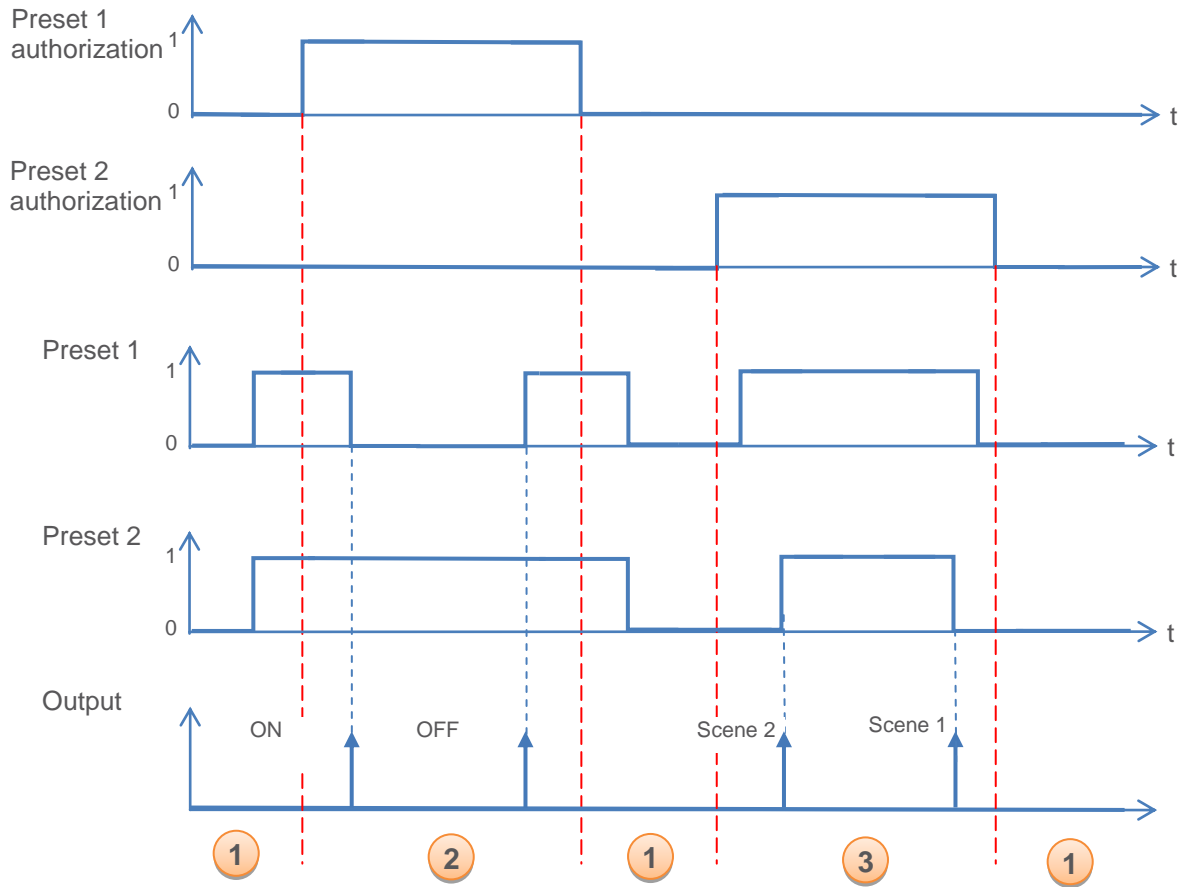 Preset 1
authorization
1
0
t
Preset 2
authorization
1
0
t
Preset 1
1
0
t
Preset 2
1
0
t
Output
ON
OFF
Scene 2
Scene 1
1
2
1
3
1